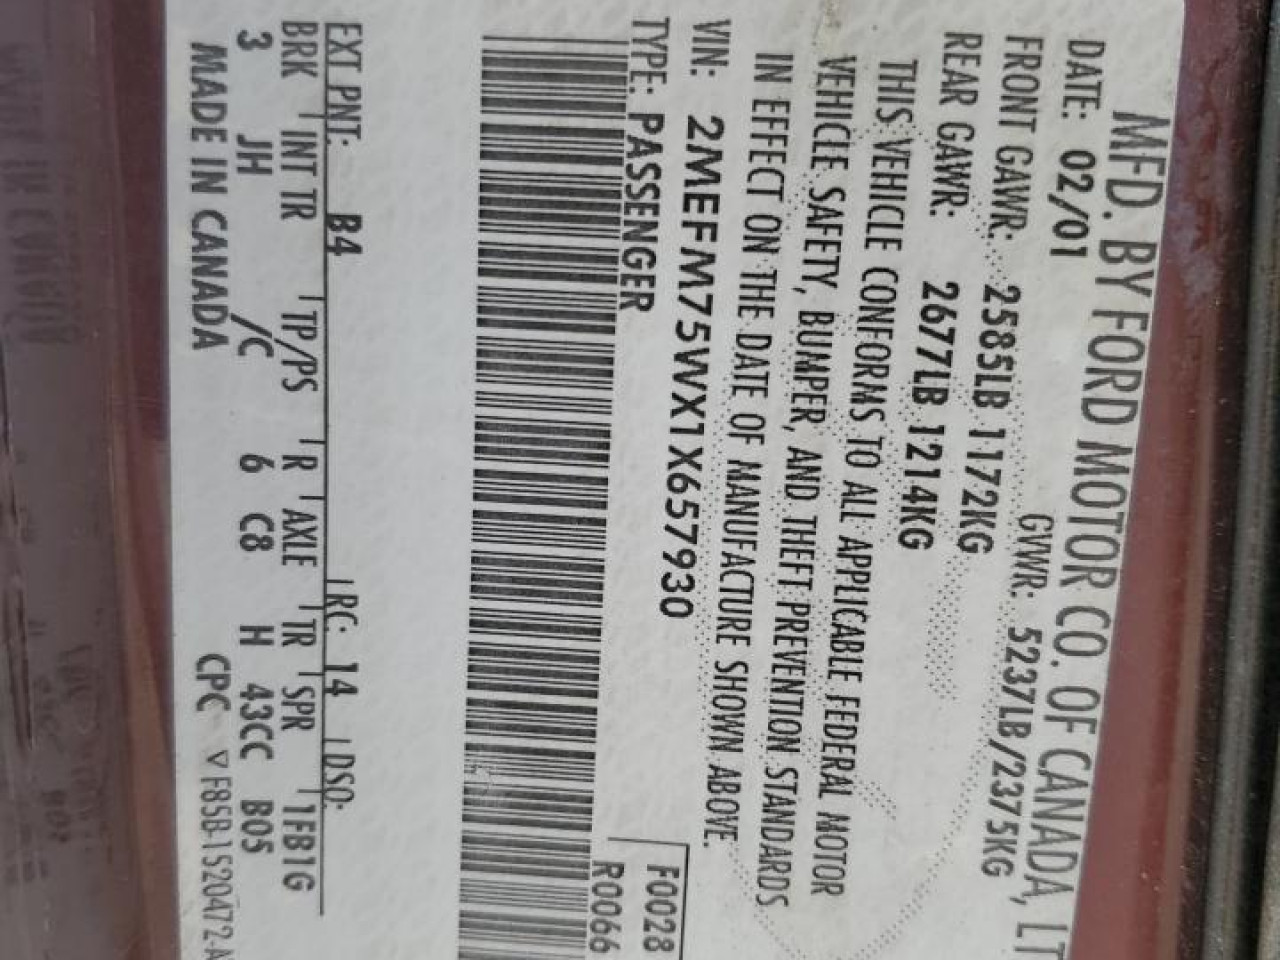 MFD. BY FORD MOTOR CO. OF CANADA, LT
DATE: 02/01 GVWR: 5237LB/2375KG
FRONT GAWR: 2585LB 1172KG
REAR GAWR: 2677LB 1214KG
THIS VEHICLE CONFORMS TO ALL APPLICABLE FEDERAL MOTOR
VEHICLE SAFETY, BUMPER, AND THEFT PREVENTION STANDARDS
IN EFFECT ON THE DATE OF MANUFACTURE SHOWN ABOVE.
VIN: 2MEFM75WX1X657930
TYPE: PASSENGER
F0028
R0066
EXT PNT: B4 RC: 14 DSO:
BRK INT TR TP/PS R AXLE TR SPR 1FB1G
3 JH /C 6 C8 H 43CC B05
MADE IN CANADA CPC ▽ F85B-1520472-A